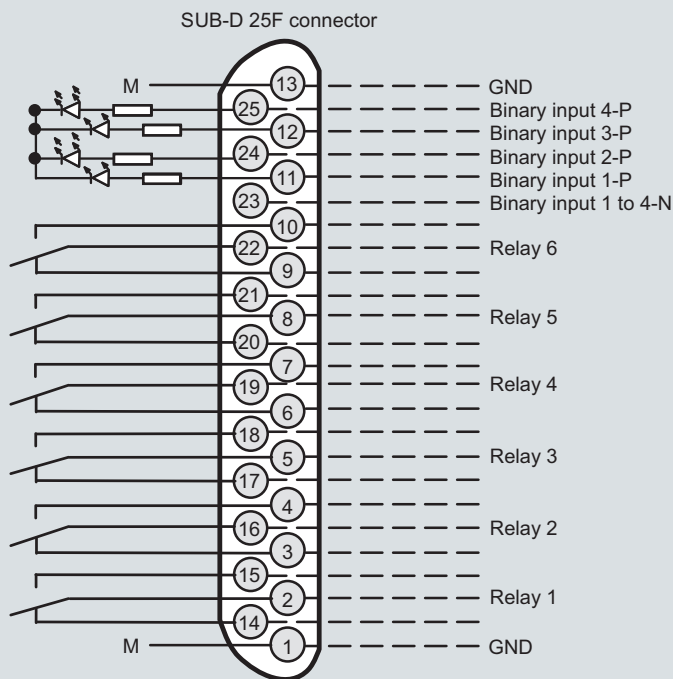 SUB-D 25F connector
M 13 GND
25 Binary input 4-P
12 Binary input 3-P
24 Binary input 2-P
11 Binary input 1-P
23 Binary input 1 to 4-N
10
22 Relay 6
9
21
8 Relay 5
20
7
19 Relay 4
6
18
5 Relay 3
17
4
16 Relay 2
3
15
2 Relay 1
14
M 1 GND